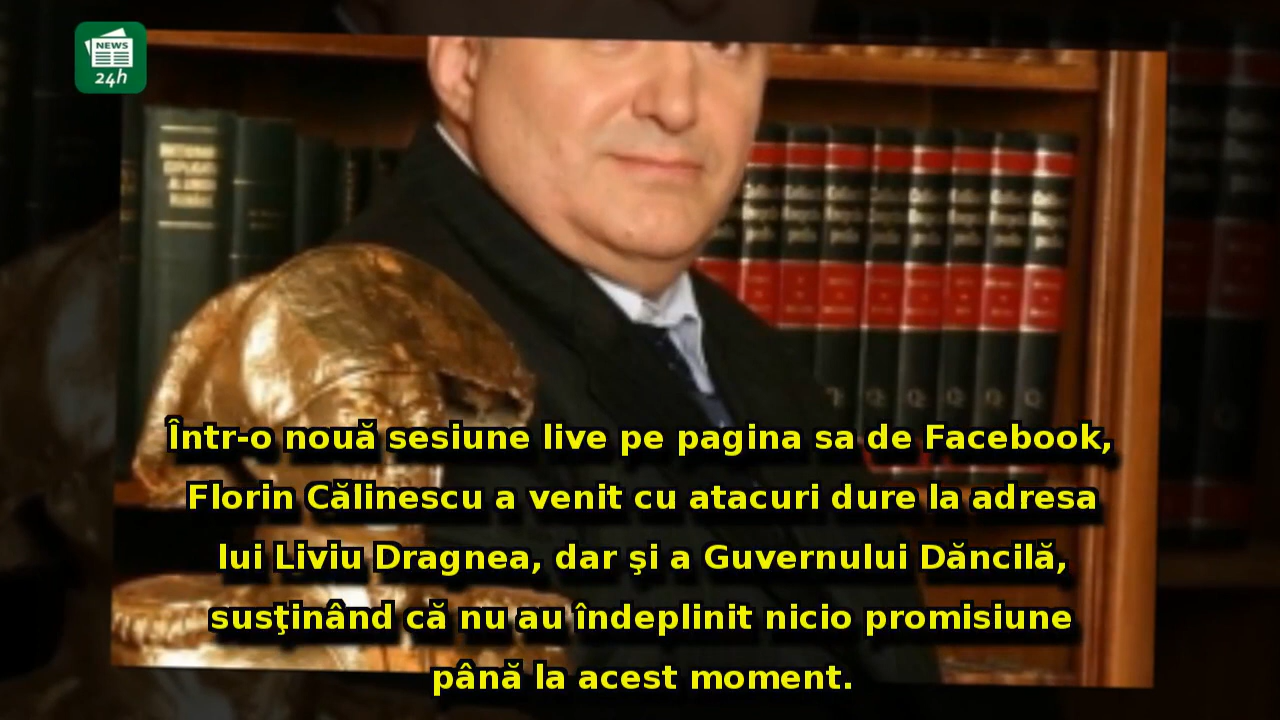 NEWS
24h
Într-o nouă sesiune live pe pagina sa de Facebook,
Florin Călinescu a venit cu atacuri dure la adresa
lui Liviu Dragnea, dar şi a Guvernului Dăncilă,
susţinând că nu au îndeplinit nicio promisiune
până la acest moment.